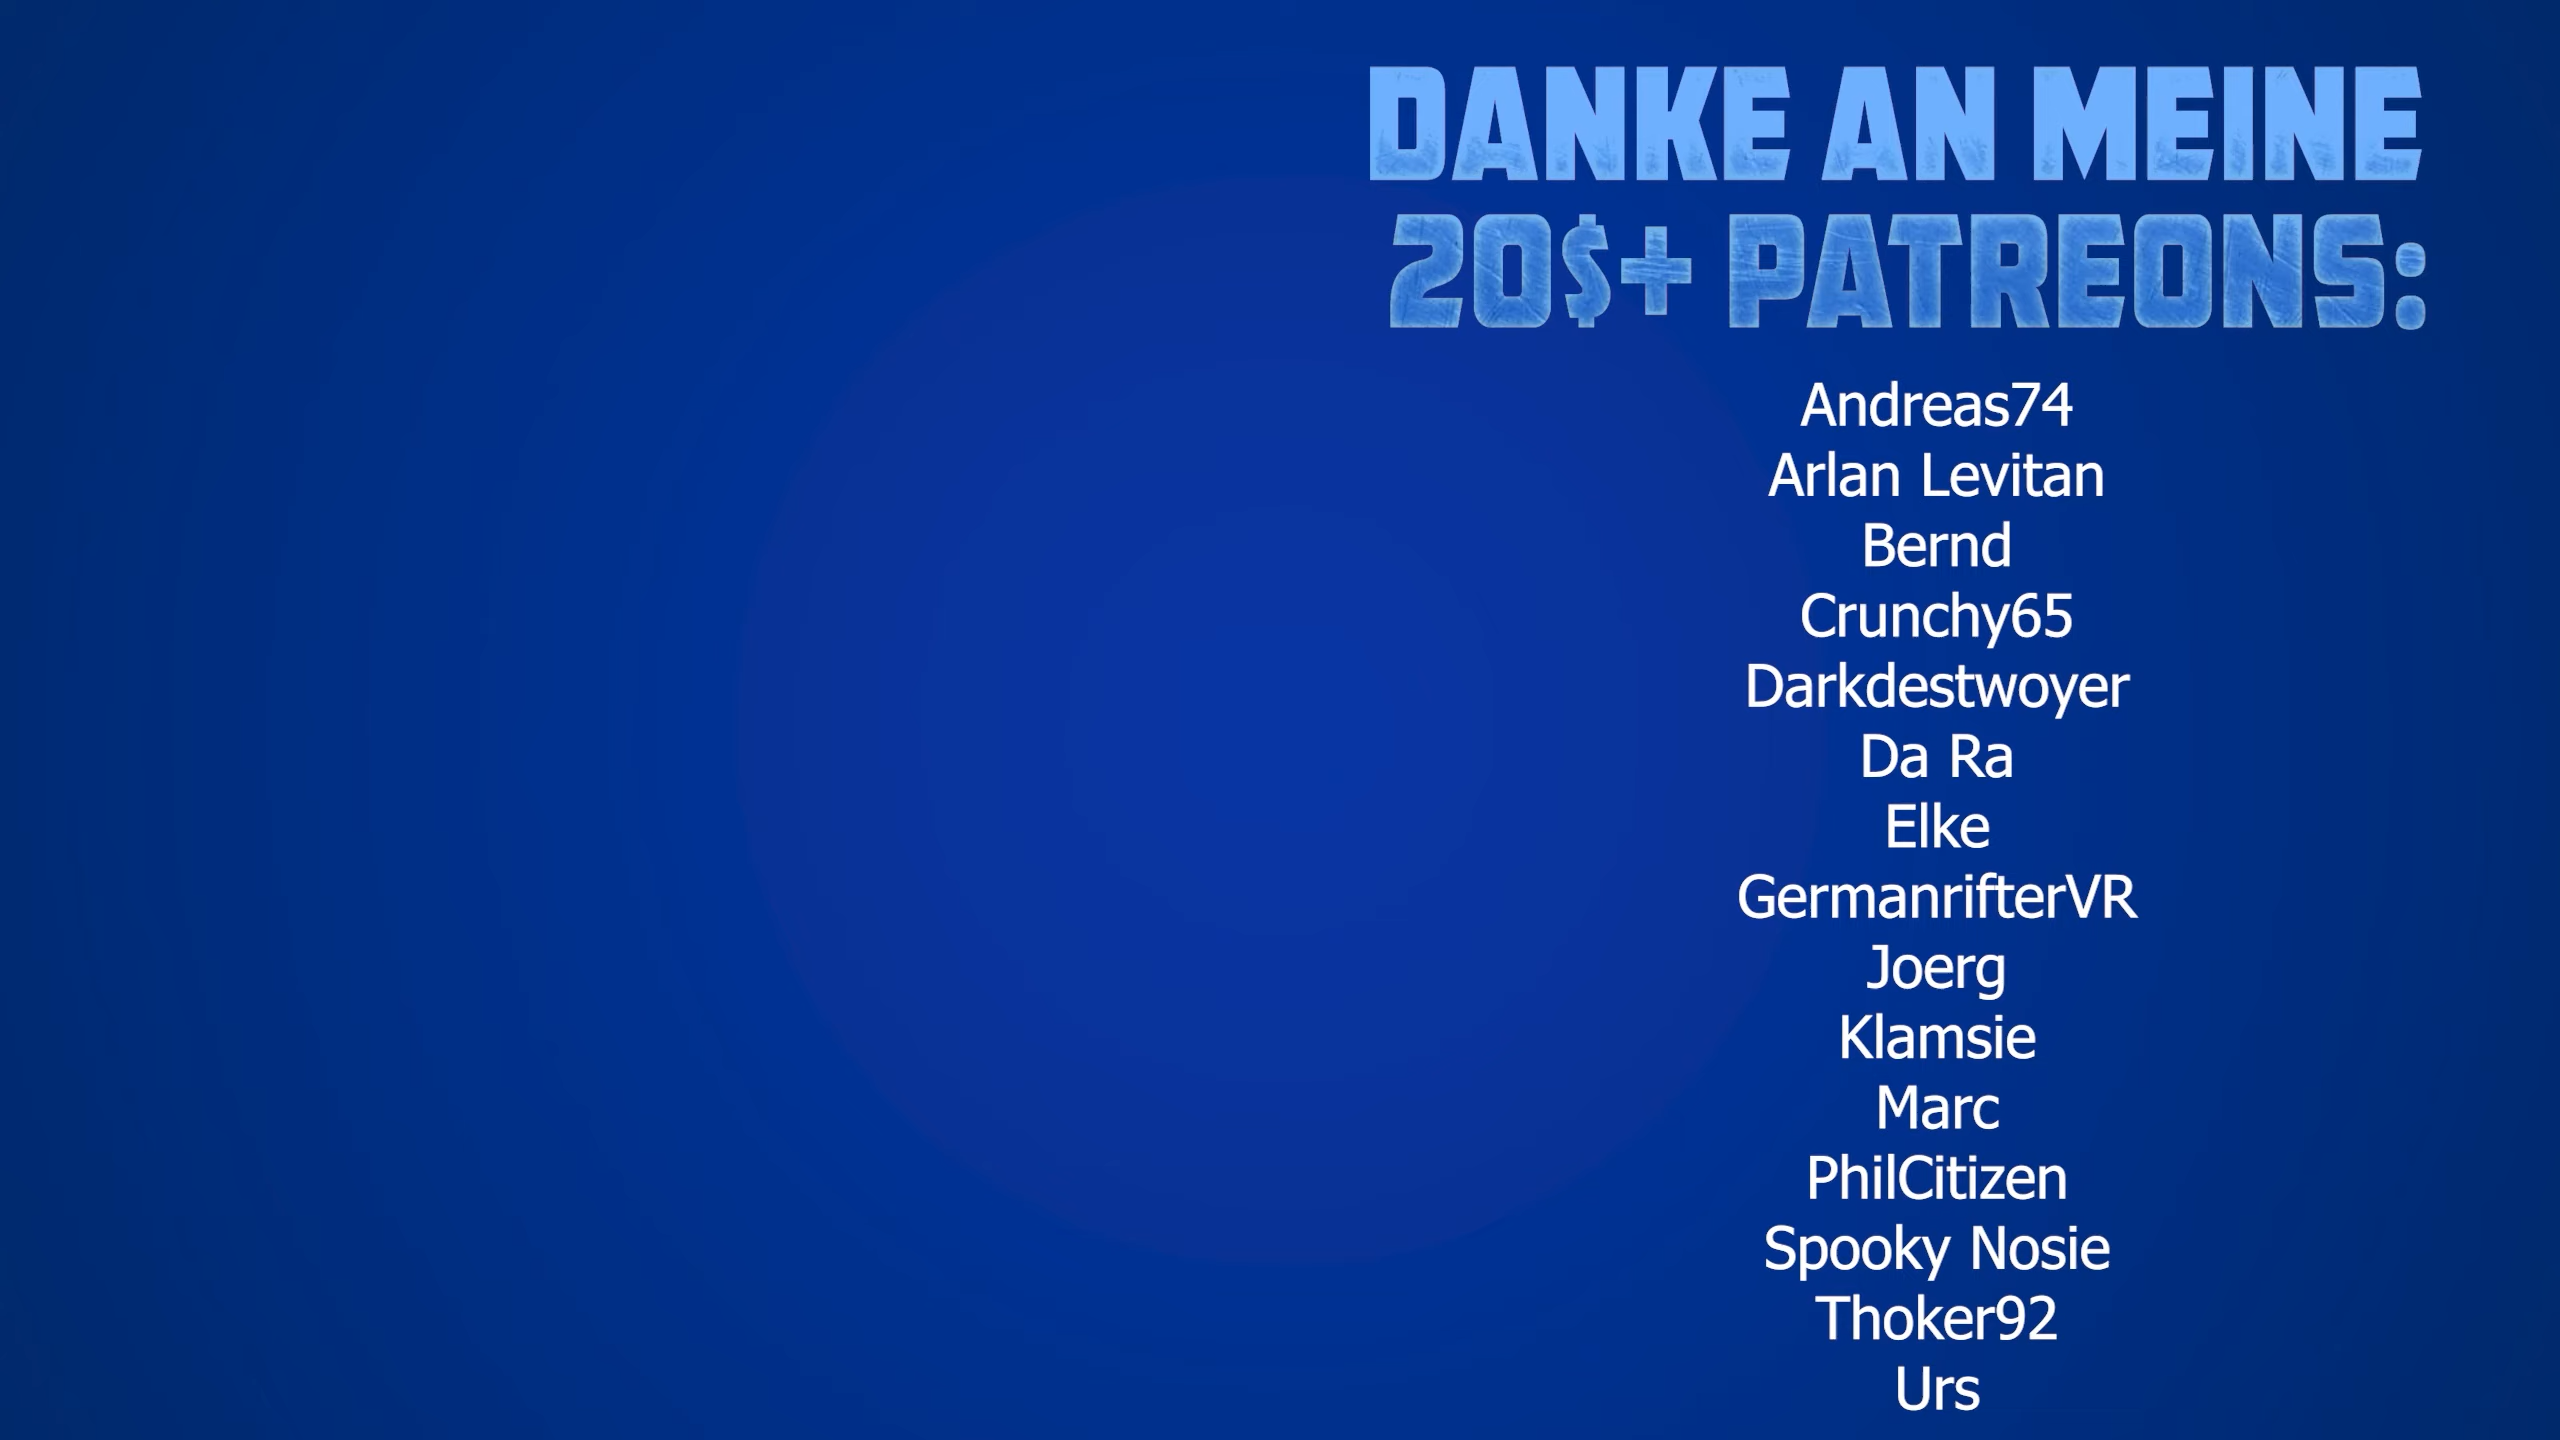 DANKE AN MEINE
20$+ PATREONS:
Andreas74
Arlan Levitan
Bernd
Crunchy65
Darkdestwoyer
Da Ra
Elke
GermanrifterVR
Joerg
Klamsie
Marc
PhilCitizen
Spooky Nosie
Thoker92
Urs